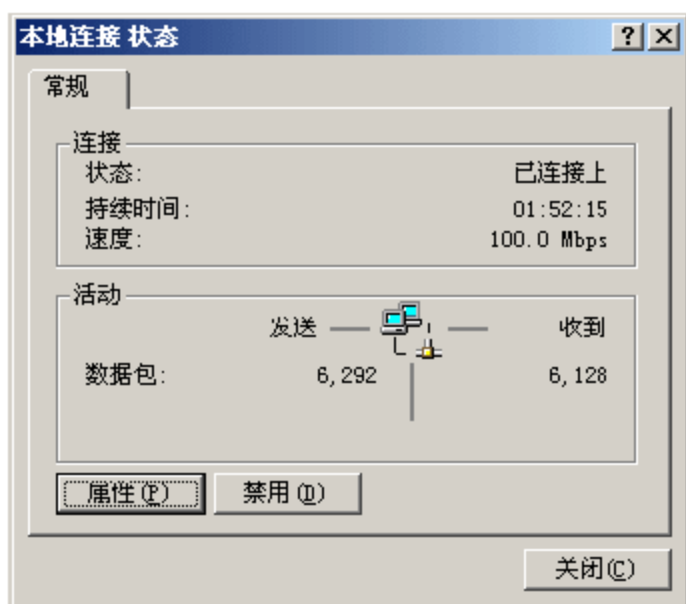 本地连接 状态
常规
连接
状态: 已连接上
持续时间: 01:52:15
速度: 100.0 Mbps
活动
发送 收到
数据包: 6,292 6,128
属性(P) 禁用(D)
关闭(C)